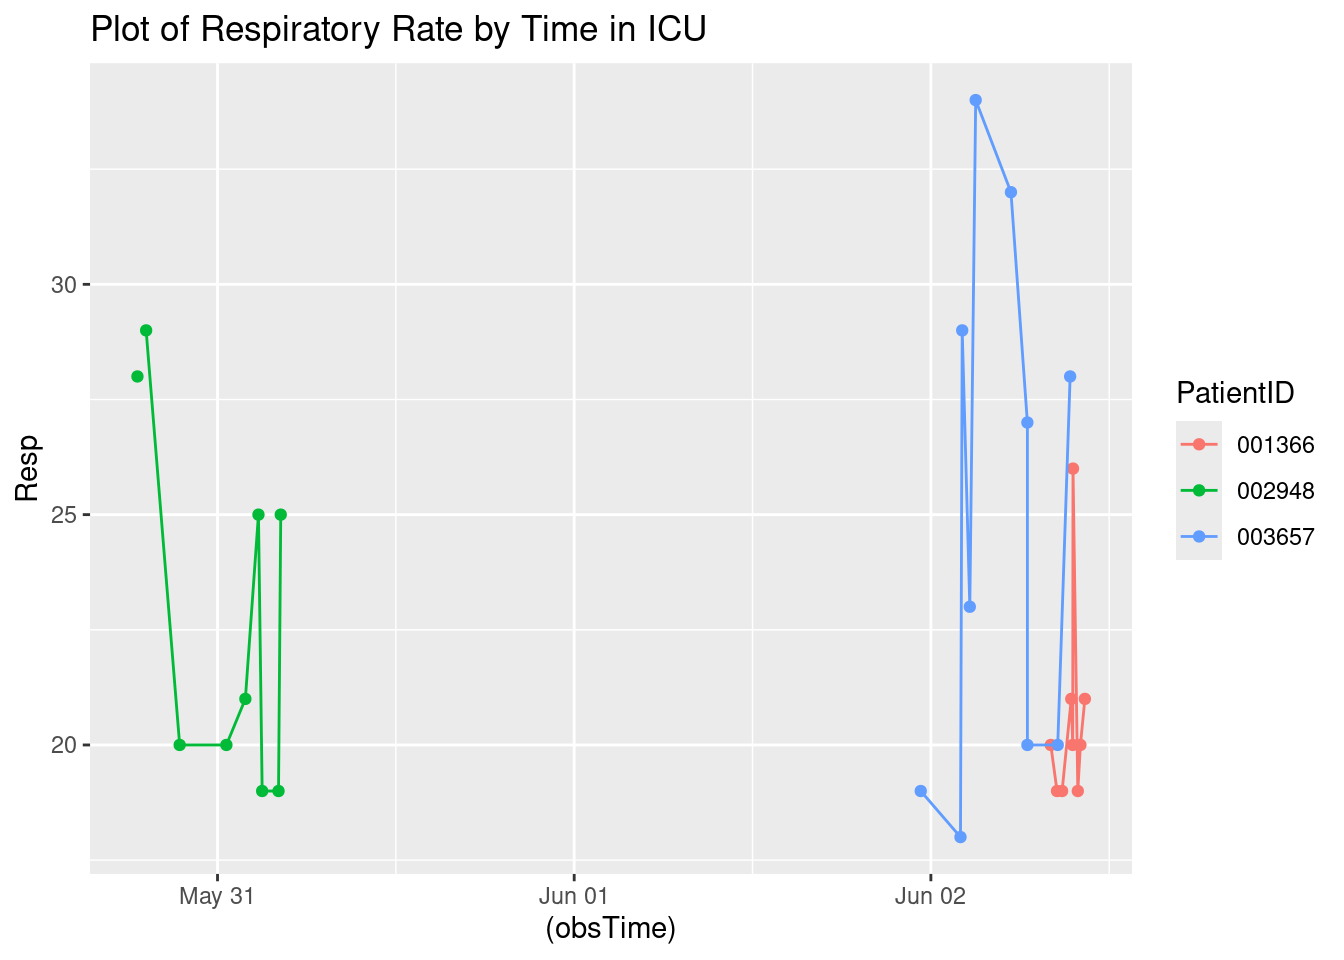 Plot of Respiratory Rate by Time in ICU
Resp
30
25
20
May 31
Jun 01
Jun 02
(obsTime)
PatientID
001366
002948
003657